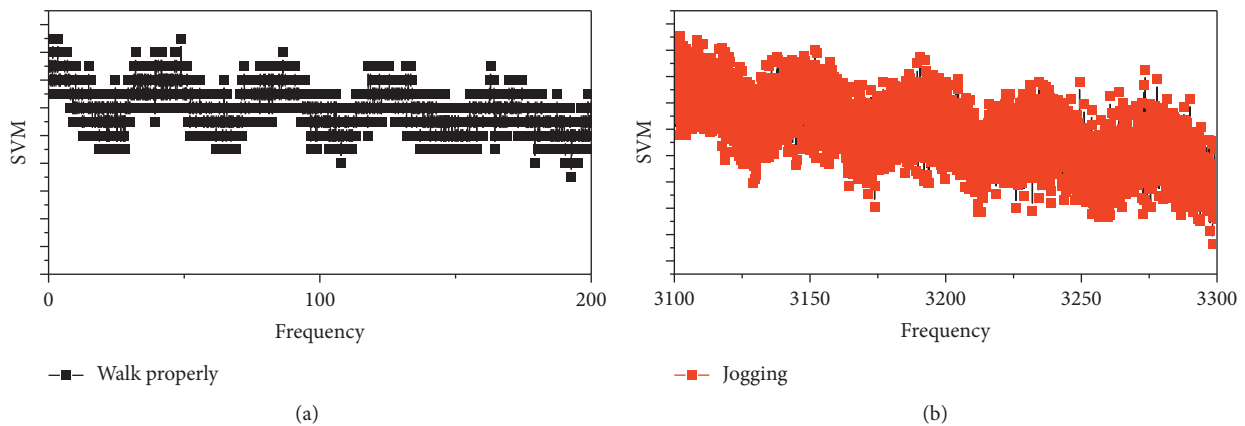 SVM
0
100
200
Frequency
Walk properly
(a)
SVM
3100
3150
3200
3250
3300
Frequency
Jogging
(b)